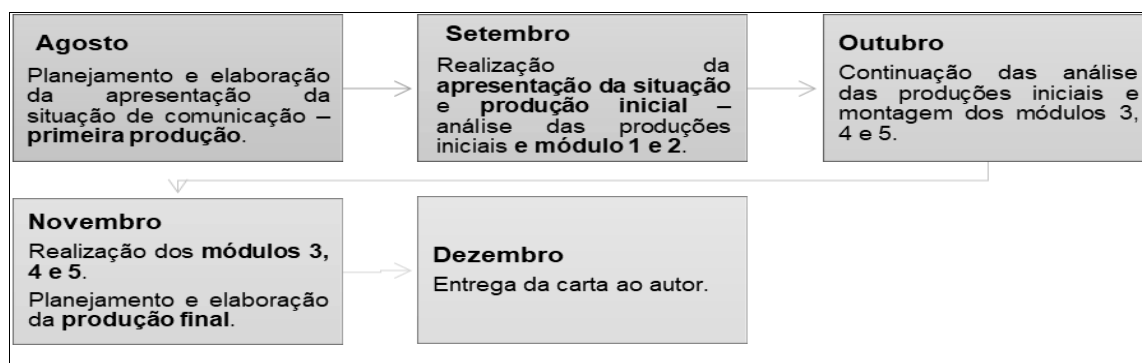 Agosto
Planejamento e elaboração
da apresentação da
situação de comunicação –
primeira produção.
Setembro
Realização da
apresentação da situação
e produção inicial –
análise das produções
iniciais e módulo 1 e 2.
Outubro
Continuação das análise
das produções iniciais e
montagem dos módulos 3,
4 e 5.
Novembro
Realização dos módulos 3,
4 e 5.
Planejamento e elaboração
da produção final.
Dezembro
Entrega da carta ao autor.